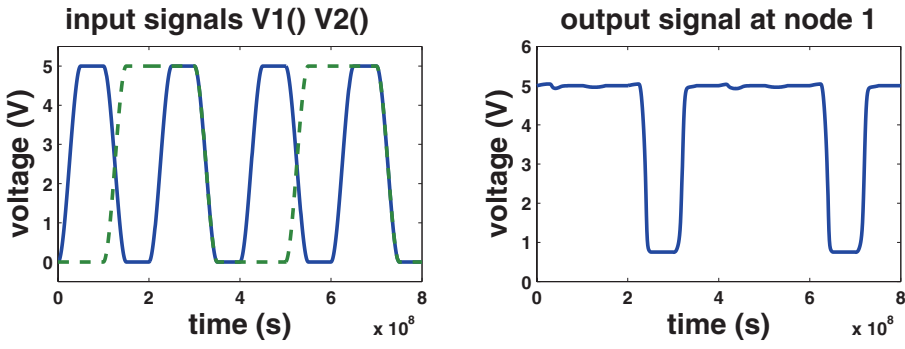 input signals V1() V2()
voltage (V)
5
4
3
2
1
0
0 2 4 6 8
time (s)
x 10^8
output signal at node 1
voltage (V)
6
5
4
3
2
1
0
0 2 4 6 8
time (s)
x 10^8